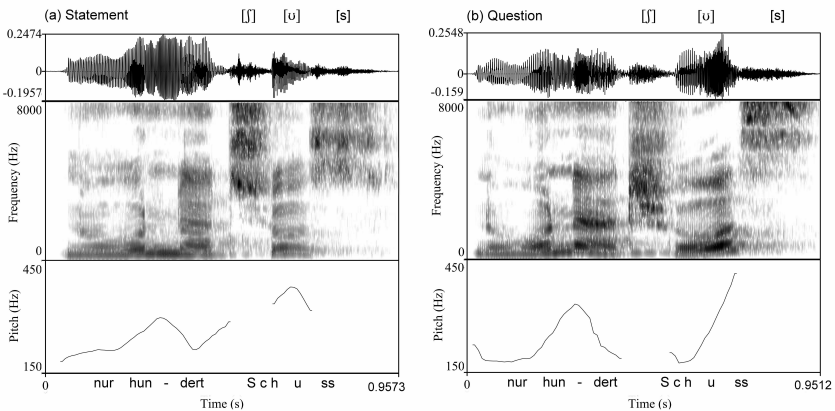 (a) Statement [ʃ] [ʊ] [s]
0.2474
0
-0.1957
8000
Frequency (Hz)
0
450
Pitch (Hz)
150
nur hun - dert S c h u ss
0 0.9573
Time (s)
(b) Question [ʃ] [ʊ] [s]
0.2548
0
-0.159
8000
Frequency (Hz)
0
450
Pitch (Hz)
150
nur hun - dert S c h u ss
0 0.9512
Time (s)